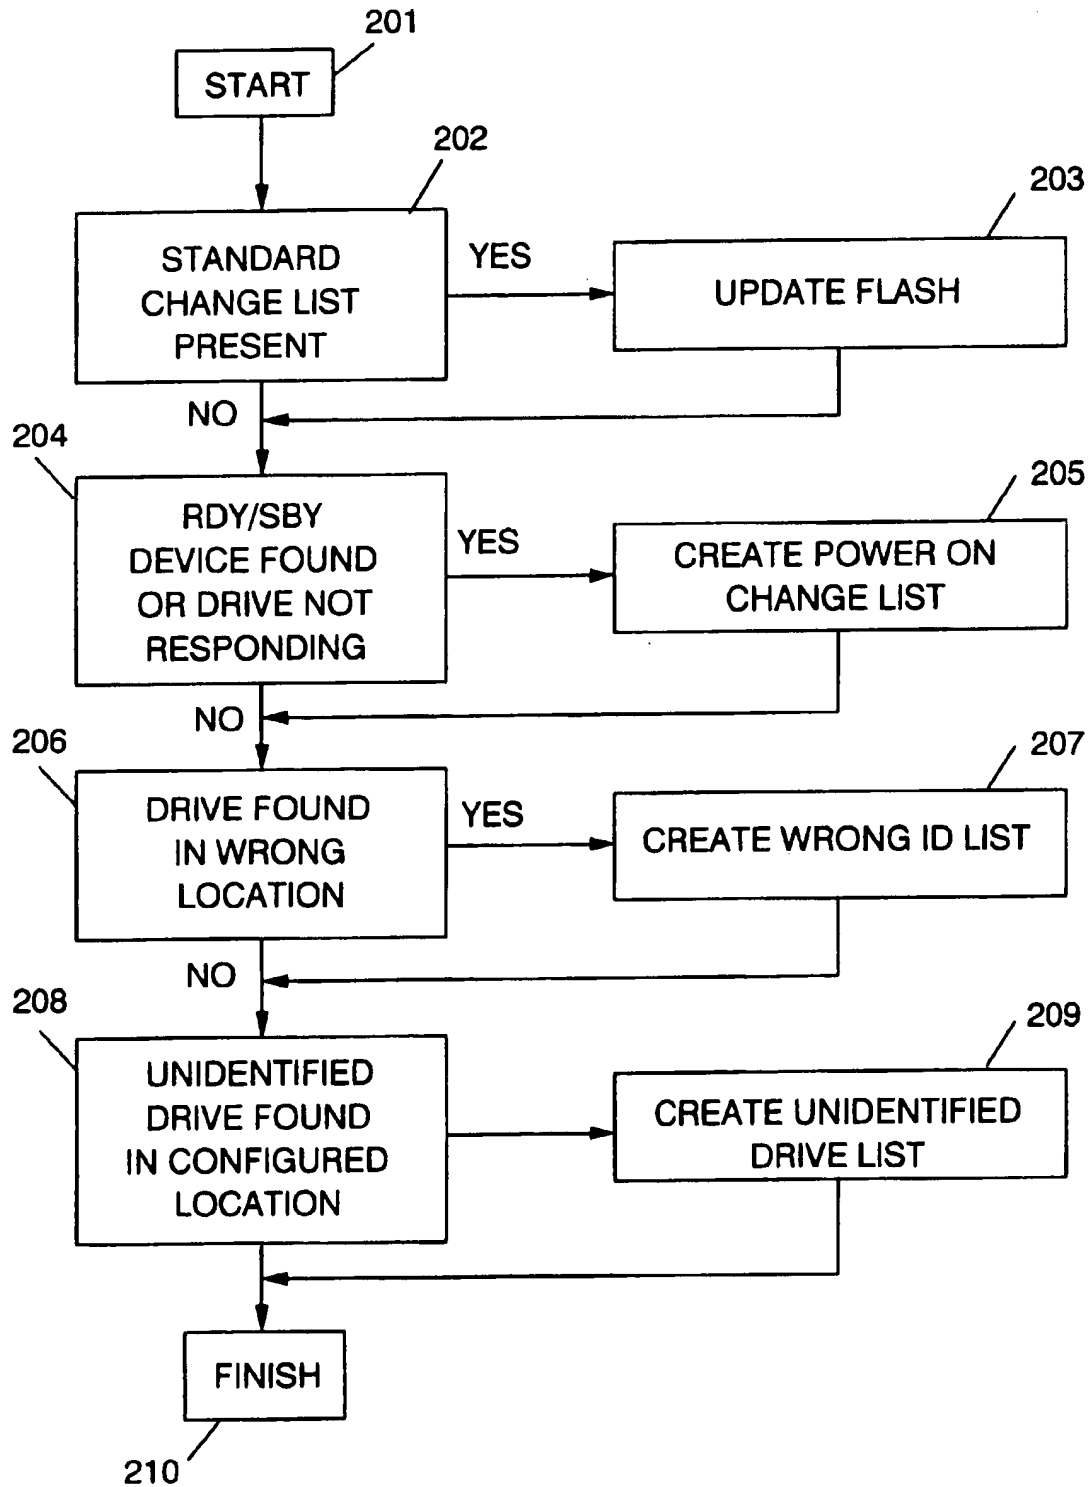 201
START
202
STANDARD
CHANGE LIST
PRESENT
YES
203
UPDATE FLASH
NO
204
RDY/SBY
DEVICE FOUND
OR DRIVE NOT
RESPONDING
YES
205
CREATE POWER ON
CHANGE LIST
NO
206
DRIVE FOUND
IN WRONG
LOCATION
YES
207
CREATE WRONG ID LIST
NO
208
UNIDENTIFIED
DRIVE FOUND
IN CONFIGURED
LOCATION
209
CREATE UNIDENTIFIED
DRIVE LIST
FINISH
210